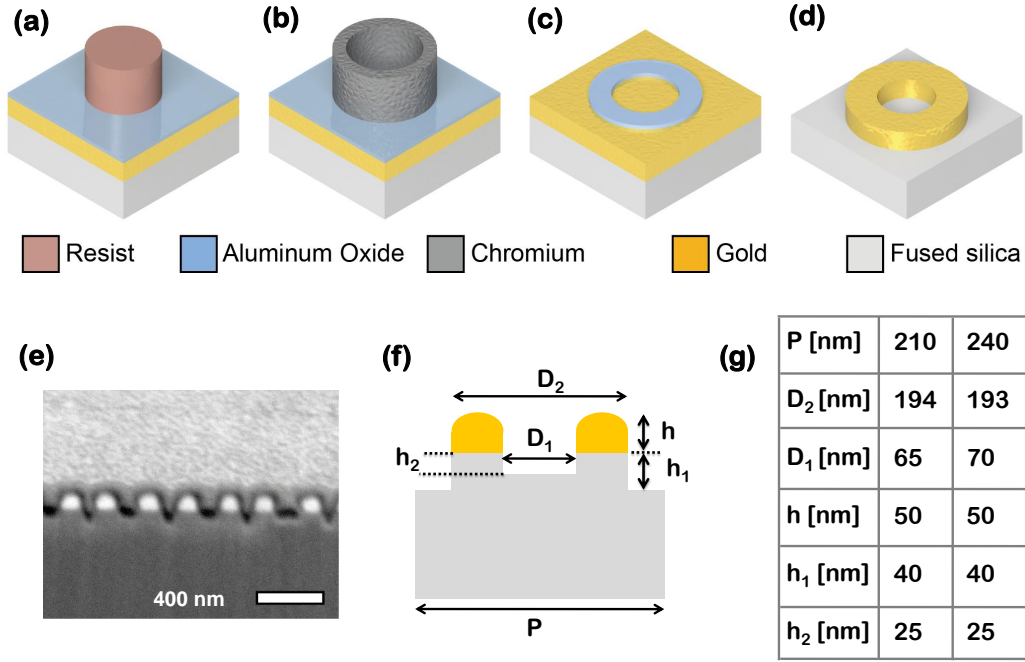 (a) (b) (c) (d)
Resist Aluminum Oxide Chromium Gold Fused silica
(e) (f) (g)
400 nm
D₂
D₁
h
h₂
h₁
P
P [nm] 210 240
D₂ [nm] 194 193
D₁ [nm] 65 70
h [nm] 50 50
h₁ [nm] 40 40
h₂ [nm] 25 25